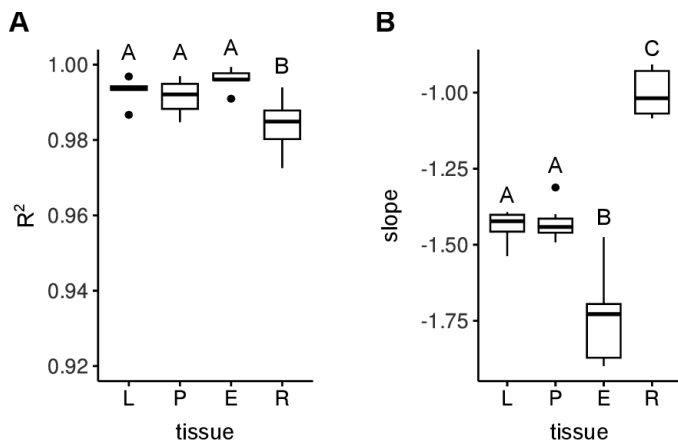 A
R²
1.00
0.98
0.96
0.94
0.92
A A A B
L P E R
tissue
B
slope
-1.00
-1.25
-1.50
-1.75
A A B C
L P E R
tissue